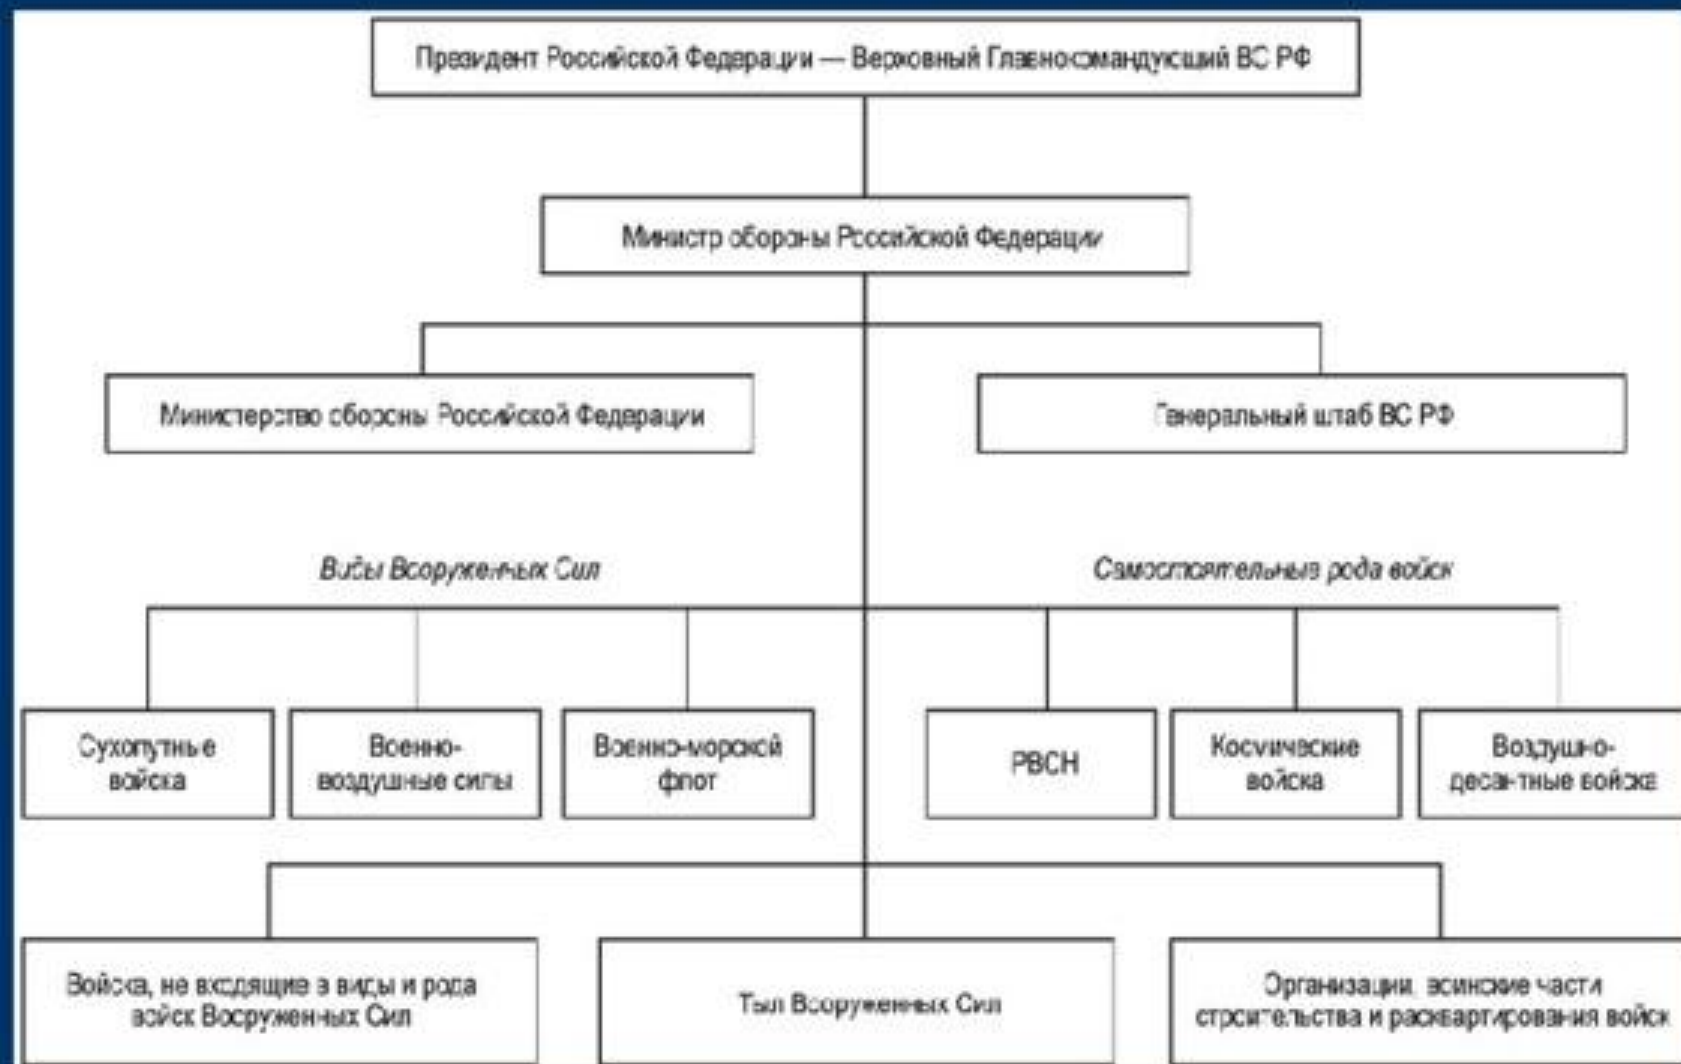 Президент Российской Федерации — Верховный Главнокомандующий ВС РФ
Министр обороны Российской Федерации
Министерство обороны Российской Федерации
Генеральный штаб ВС РФ
Виды Вооруженных Сил
Самостоятельные рода войск
Сухопутные
войска
Военно-
воздушные силы
Военно-морской
флот
РВСН
Космические
войска
Воздушно-
десантные войска
Войска, не входящие в виды и рода
войск Вооруженных Сил
Тыл Вооруженных Сил
Организации, воинские части
строительства и расквартирования войск